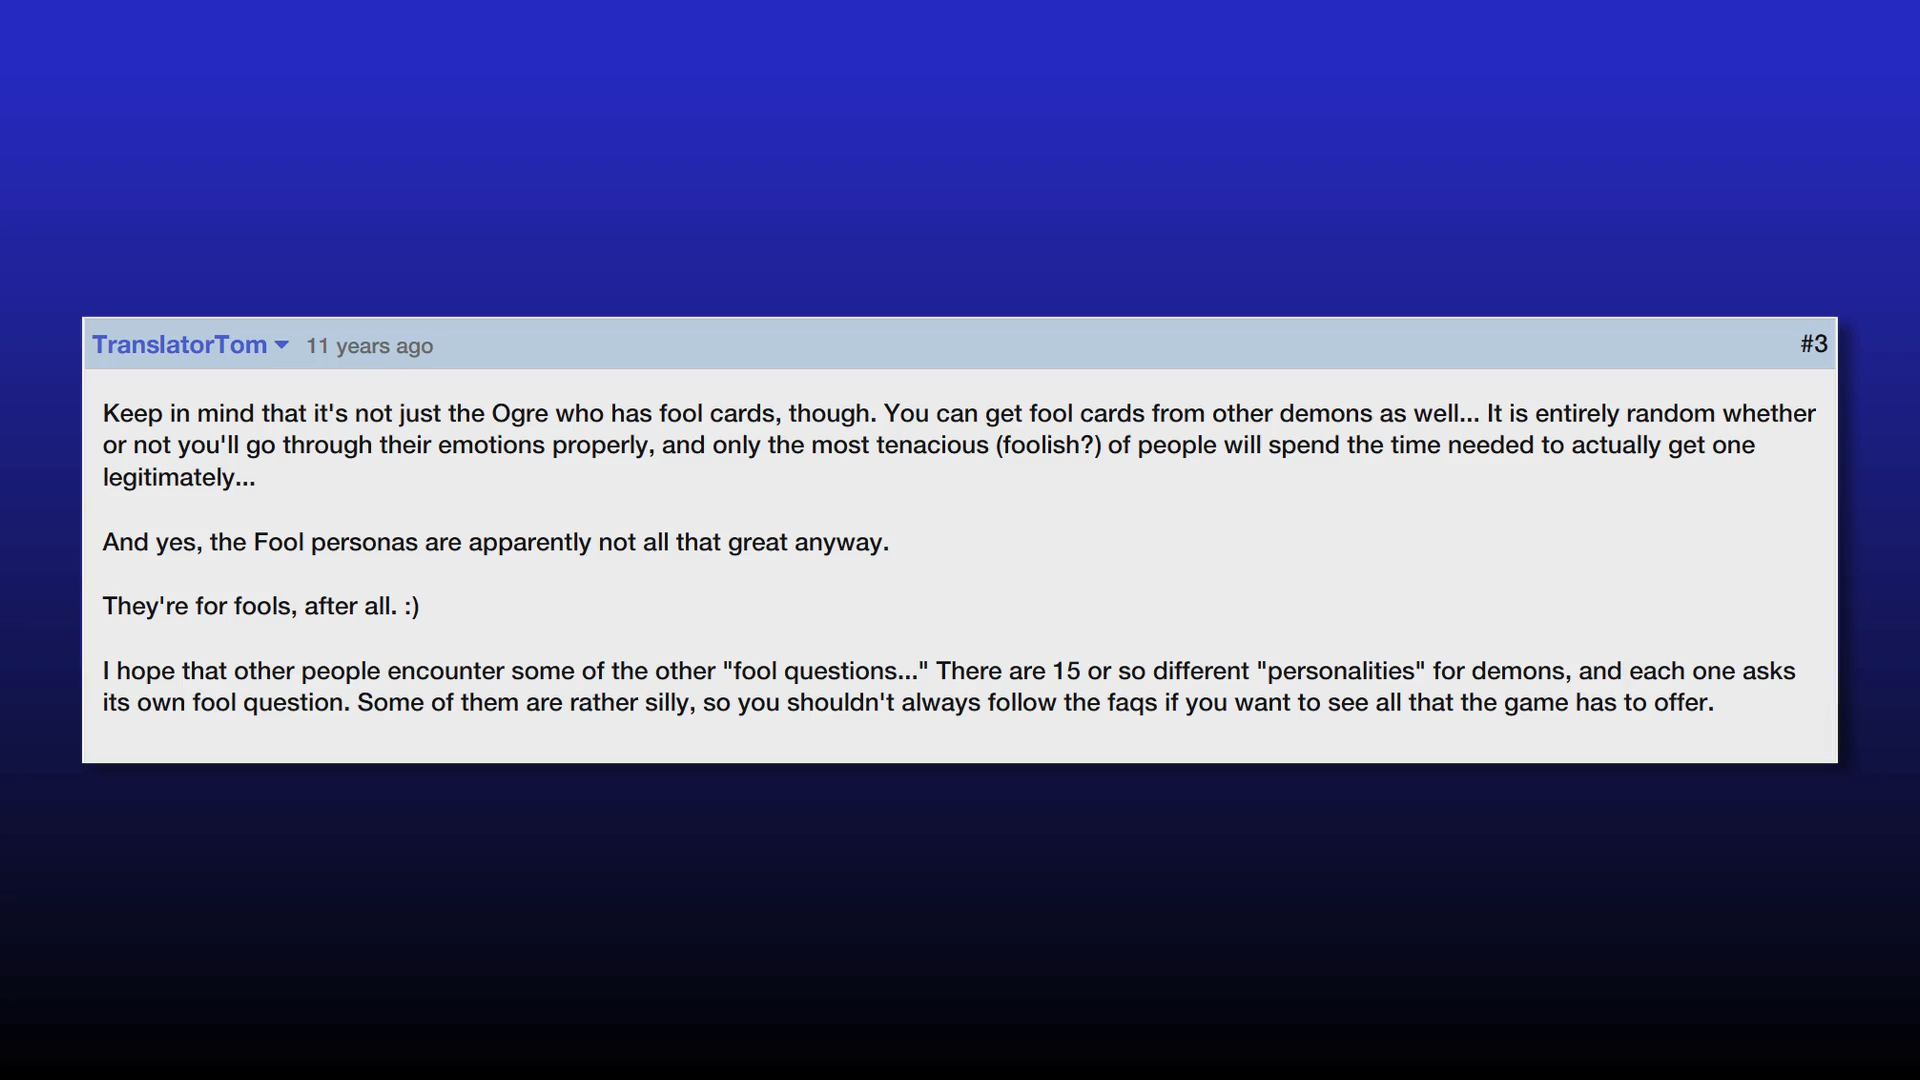 TranslatorTom 11 years ago #3
Keep in mind that it's not just the Ogre who has fool cards, though. You can get fool cards from other demons as well... It is entirely random whether
or not you'll go through their emotions properly, and only the most tenacious (foolish?) of people will spend the time needed to actually get one
legitimately...
And yes, the Fool personas are apparently not all that great anyway.
They're for fools, after all. :)
I hope that other people encounter some of the other "fool questions..." There are 15 or so different "personalities" for demons, and each one asks
its own fool question. Some of them are rather silly, so you shouldn't always follow the faqs if you want to see all that the game has to offer.